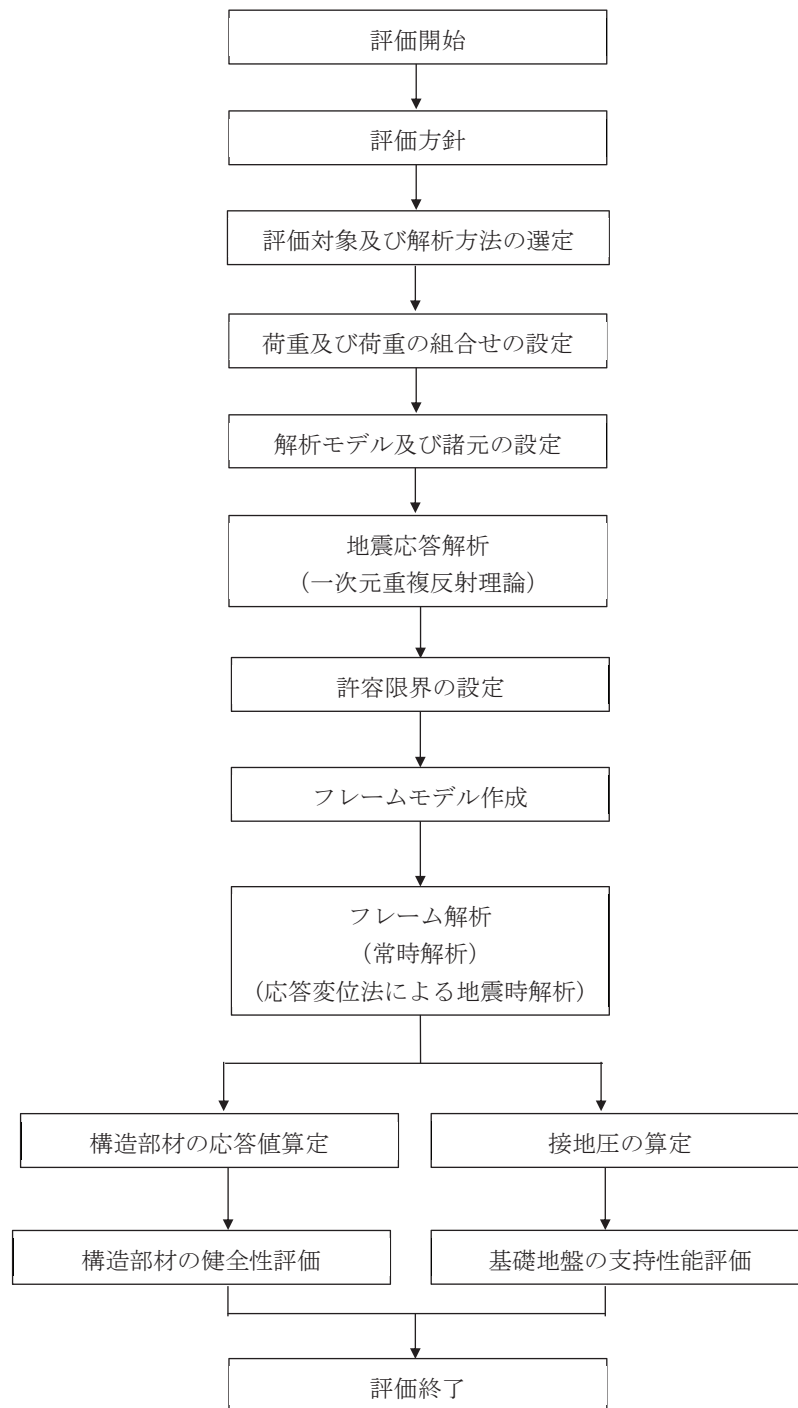 評価開始
評価方針
評価対象及び解析方法の選定
荷重及び荷重の組合せの設定
解析モデル及び諸元の設定
地震応答解析
（一次元重複反射理論）
許容限界の設定
フレームモデル作成
フレーム解析
（常時解析）
（応答変位法による地震時解析）
構造部材の応答値算定
接地圧の算定
構造部材の健全性評価
基礎地盤の支持性能評価
評価終了